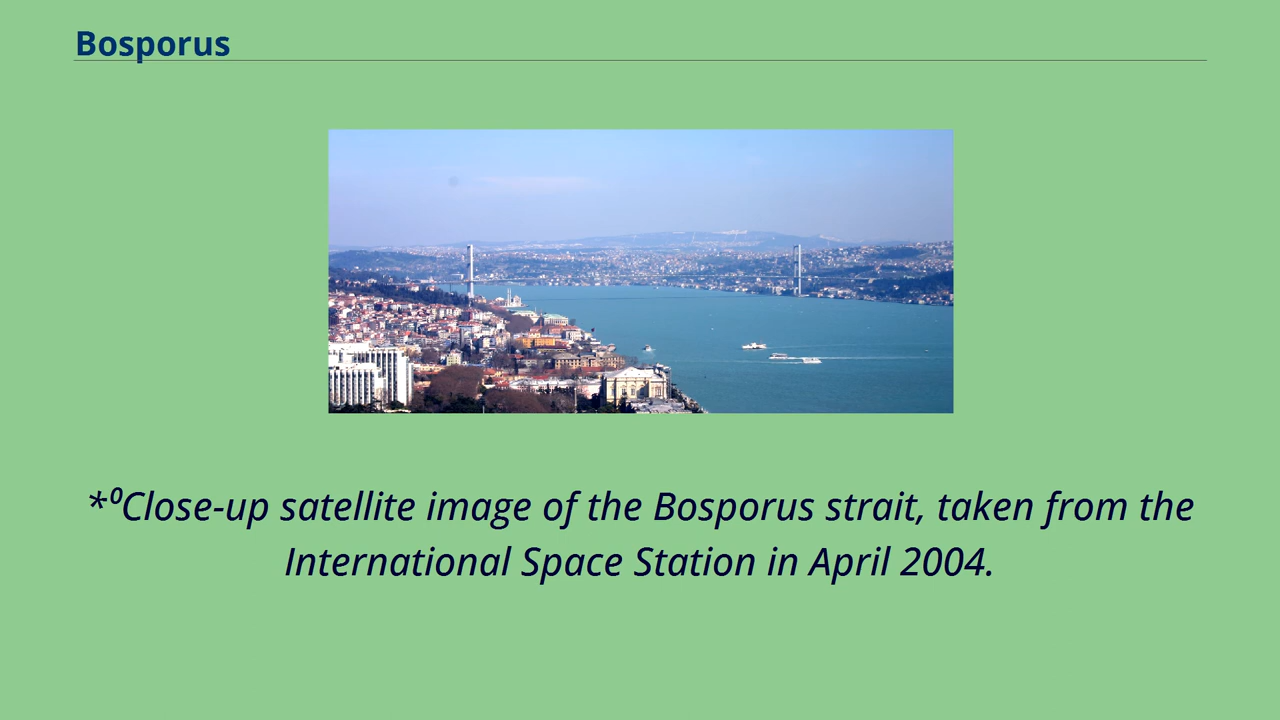 Bosporus
*⁰Close-up satellite image of the Bosporus strait, taken from the
International Space Station in April 2004.